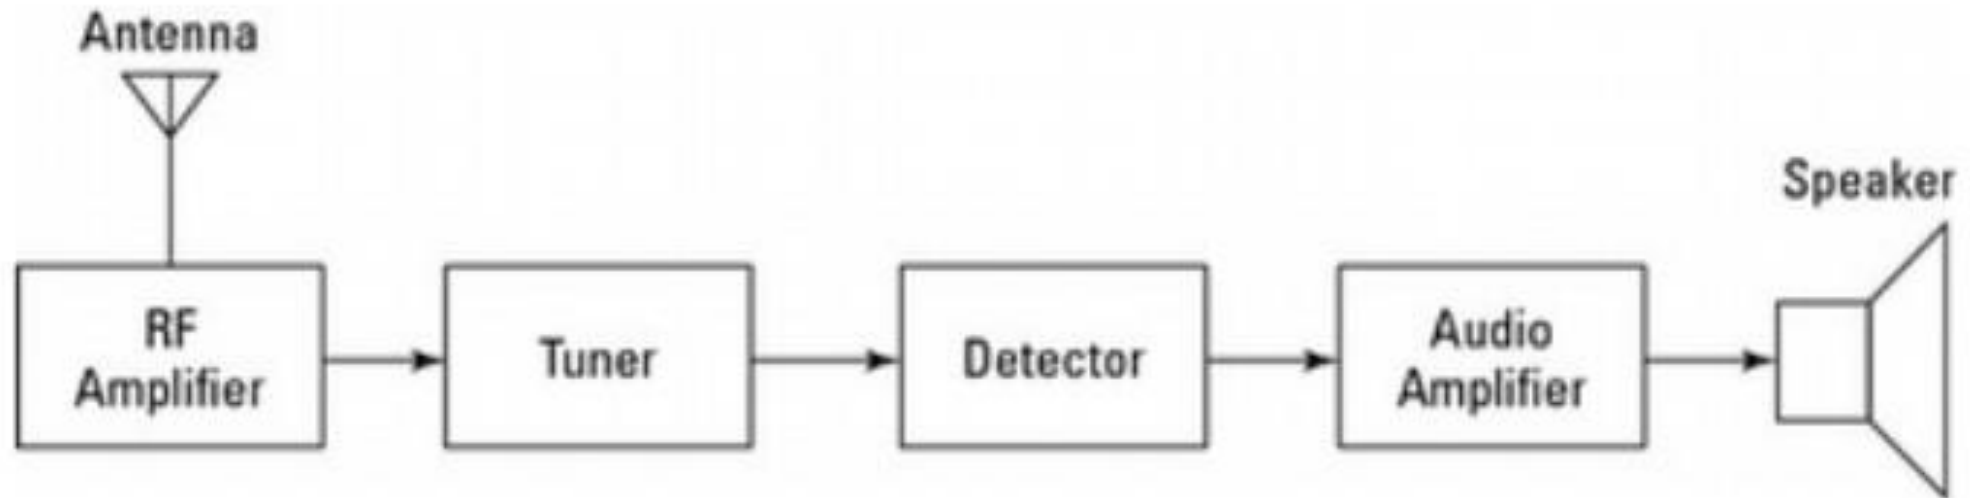 Antenna
Speaker
RF
Amplifier
Tuner
Detector
Audio
Amplifier